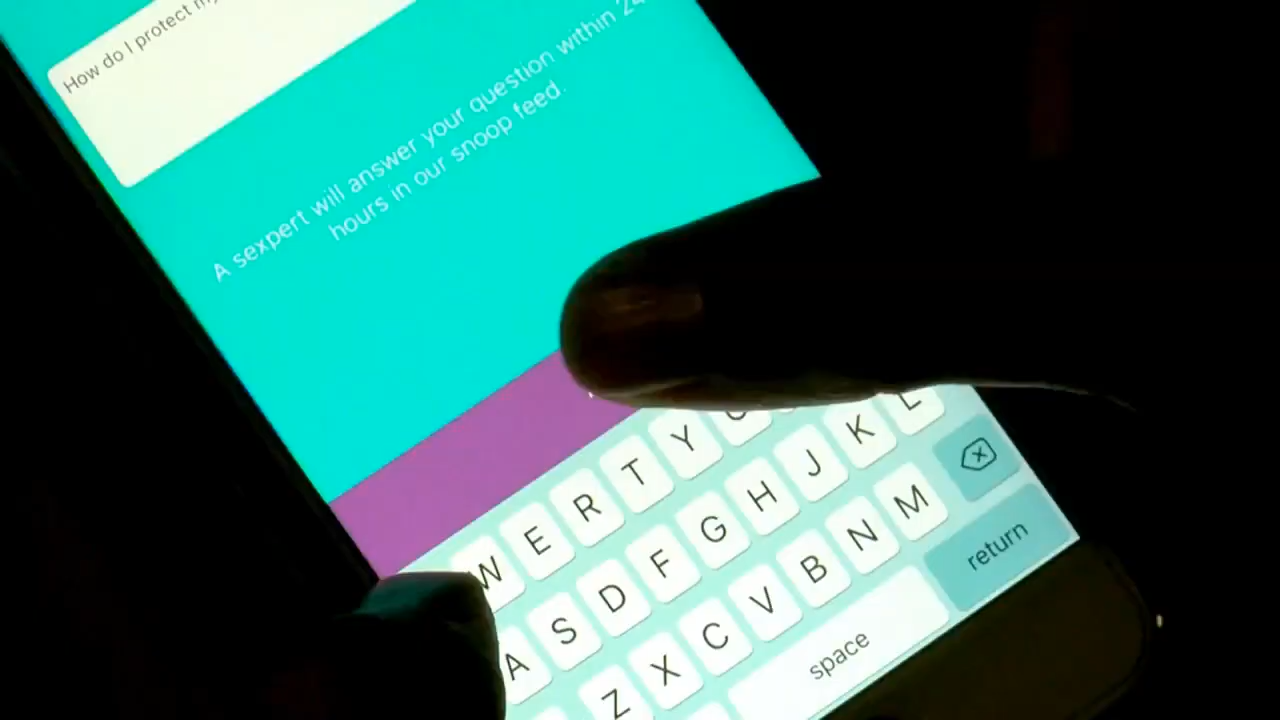 How do I protect my
A sexpert will answer your question within 24
hours in our snoop feed.
W E R T Y
A S D F G H J K L
Z X C V B N M
space return